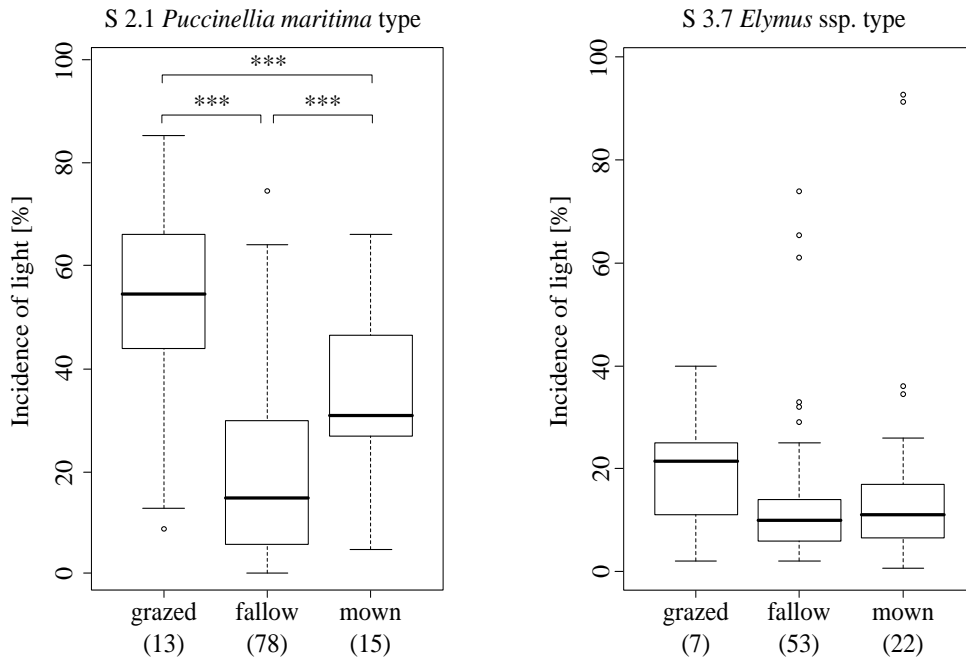 S 2.1 Puccinellia maritima type
Incidence of light [%]
100
80
60
40
20
0
***
*** ***
grazed fallow mown
(13) (78) (15)
S 3.7 Elymus ssp. type
Incidence of light [%]
100
80
60
40
20
0
grazed fallow mown
(7) (53) (22)